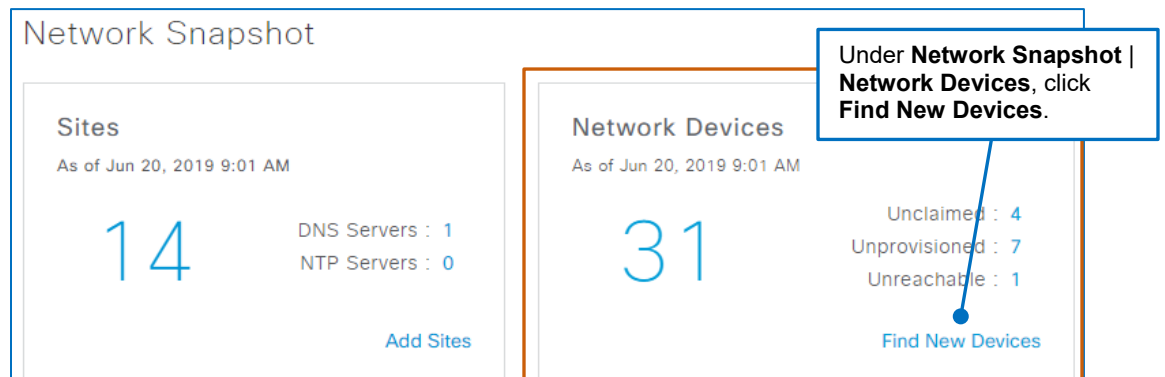 Network Snapshot
Under Network Snapshot |
Network Devices, click
Find New Devices.
Sites
As of Jun 20, 2019 9:01 AM
14
DNS Servers : 1
NTP Servers : 0
Add Sites
Network Devices
As of Jun 20, 2019 9:01 AM
31
Unclaimed : 4
Unprovisioned : 7
Unreachable : 1
Find New Devices